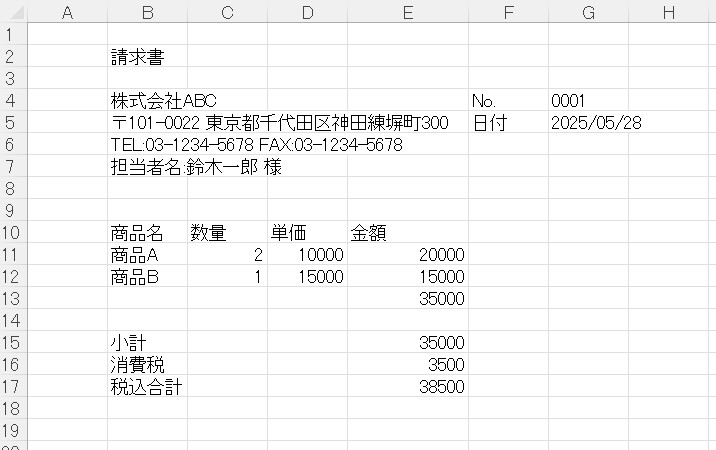 A B C D E F G H
1
2 請求書
3
4 株式会社ABC No. 0001
5 〒101-0022 東京都千代田区神田練塀町300 日付 2025/05/28
6 TEL:03-1234-5678 FAX:03-1234-5678
7 担当者名:鈴木一郎 様
8
9
10 商品名 数量 単価 金額
11 商品A 2 10000 20000
12 商品B 1 15000 15000
13 35000
14
15 小計 35000
16 消費税 3500
17 税込合計 38500
18
19